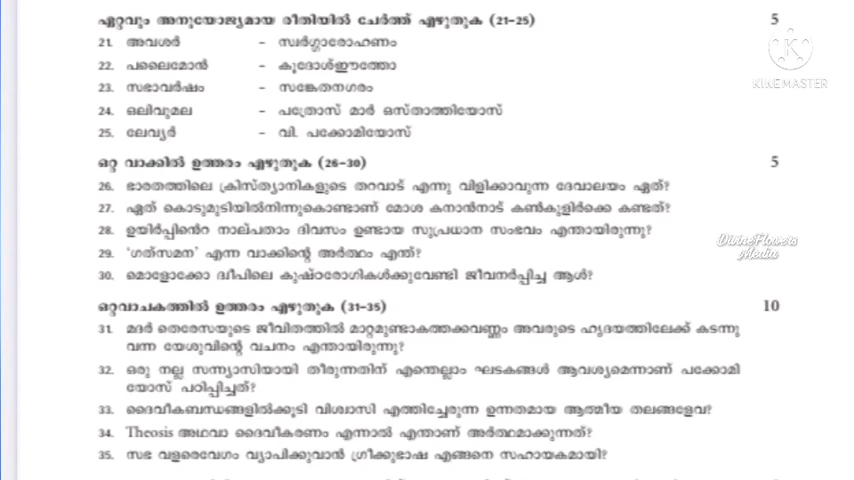 ഏറ്റവും അനുയോജ്യമായ രീതിയിൽ ചേർത്ത് എഴുതുക (21-25) 5
21. അവശർ - സ്വർഗ്ഗാരോഹണം
22. പലൈമോൻ - കൂദോശ്ഈത്തോ
23. സഭാവർഷം - സങ്കേതനഗരം
24. ഒലിവുമല - പത്രോസ് മാർ ഒസ്താത്തിയോസ്
25. ലേവ്യർ - വി. പക്കോമിയോസ്
ഒറ്റ വാക്കിൽ ഉത്തരം എഴുതുക (26-30) 5
26. ഭാരതത്തിലെ ക്രിസ്ത്യാനികളുടെ തറവാട് എന്നു വിളിക്കാവുന്ന ദേവാലയം ഏത്?
27. ഏത് കൊടുമുടിയിൽനിന്നുകൊണ്ടാണ് മോശ കനാൻനാട് കൺകുളിർക്കെ കണ്ടത്?
28. ഉയിർപ്പിൻെറ നാല്പതാം ദിവസം ഉണ്ടായ സുപ്രധാന സംഭവം എന്തായിരുന്നു?
29. ‘ഗത്സമന’ എന്ന വാക്കിന്റെ അർത്ഥം എന്ത്?
30. മൊളോക്കോ ദ്വീപിലെ കുഷ്ഠരോഗികൾക്കുവേണ്ടി ജീവനർപ്പിച്ച ആൾ?
ഒറ്റവാചകത്തിൽ ഉത്തരം എഴുതുക (31-35) 10
31. മദർ തെരേസയുടെ ജീവിതത്തിൽ മാറ്റമുണ്ടാകത്തക്കവണ്ണം അവരുടെ ഹൃദയത്തിലേക്ക് കടന്നു
വന്ന യേശുവിന്റെ വചനം എന്തായിരുന്നു?
32. ഒരു നല്ല സന്ന്യാസിയായി തീരുന്നതിന് എന്തെല്ലാം ഘടകങ്ങൾ ആവശ്യമെന്നാണ് പക്കോമി
യോസ് പഠിപ്പിച്ചത്?
33. ദൈവീകബന്ധങ്ങളിൽക്കൂടി വിശ്വാസി എത്തിച്ചേരുന്ന ഉന്നതമായ ആത്മീയ തലങ്ങളേവ?
34. Theosis അഥവാ ദൈവീകരണം എന്നാൽ എന്താണ് അർത്ഥമാക്കുന്നത്?
35. സഭ വളരെവേഗം വ്യാപിക്കുവാൻ ഗ്രീക്കുഭാഷ എങ്ങനെ സഹായകമായി?
KINEMASTER
DivineFlowers
Media